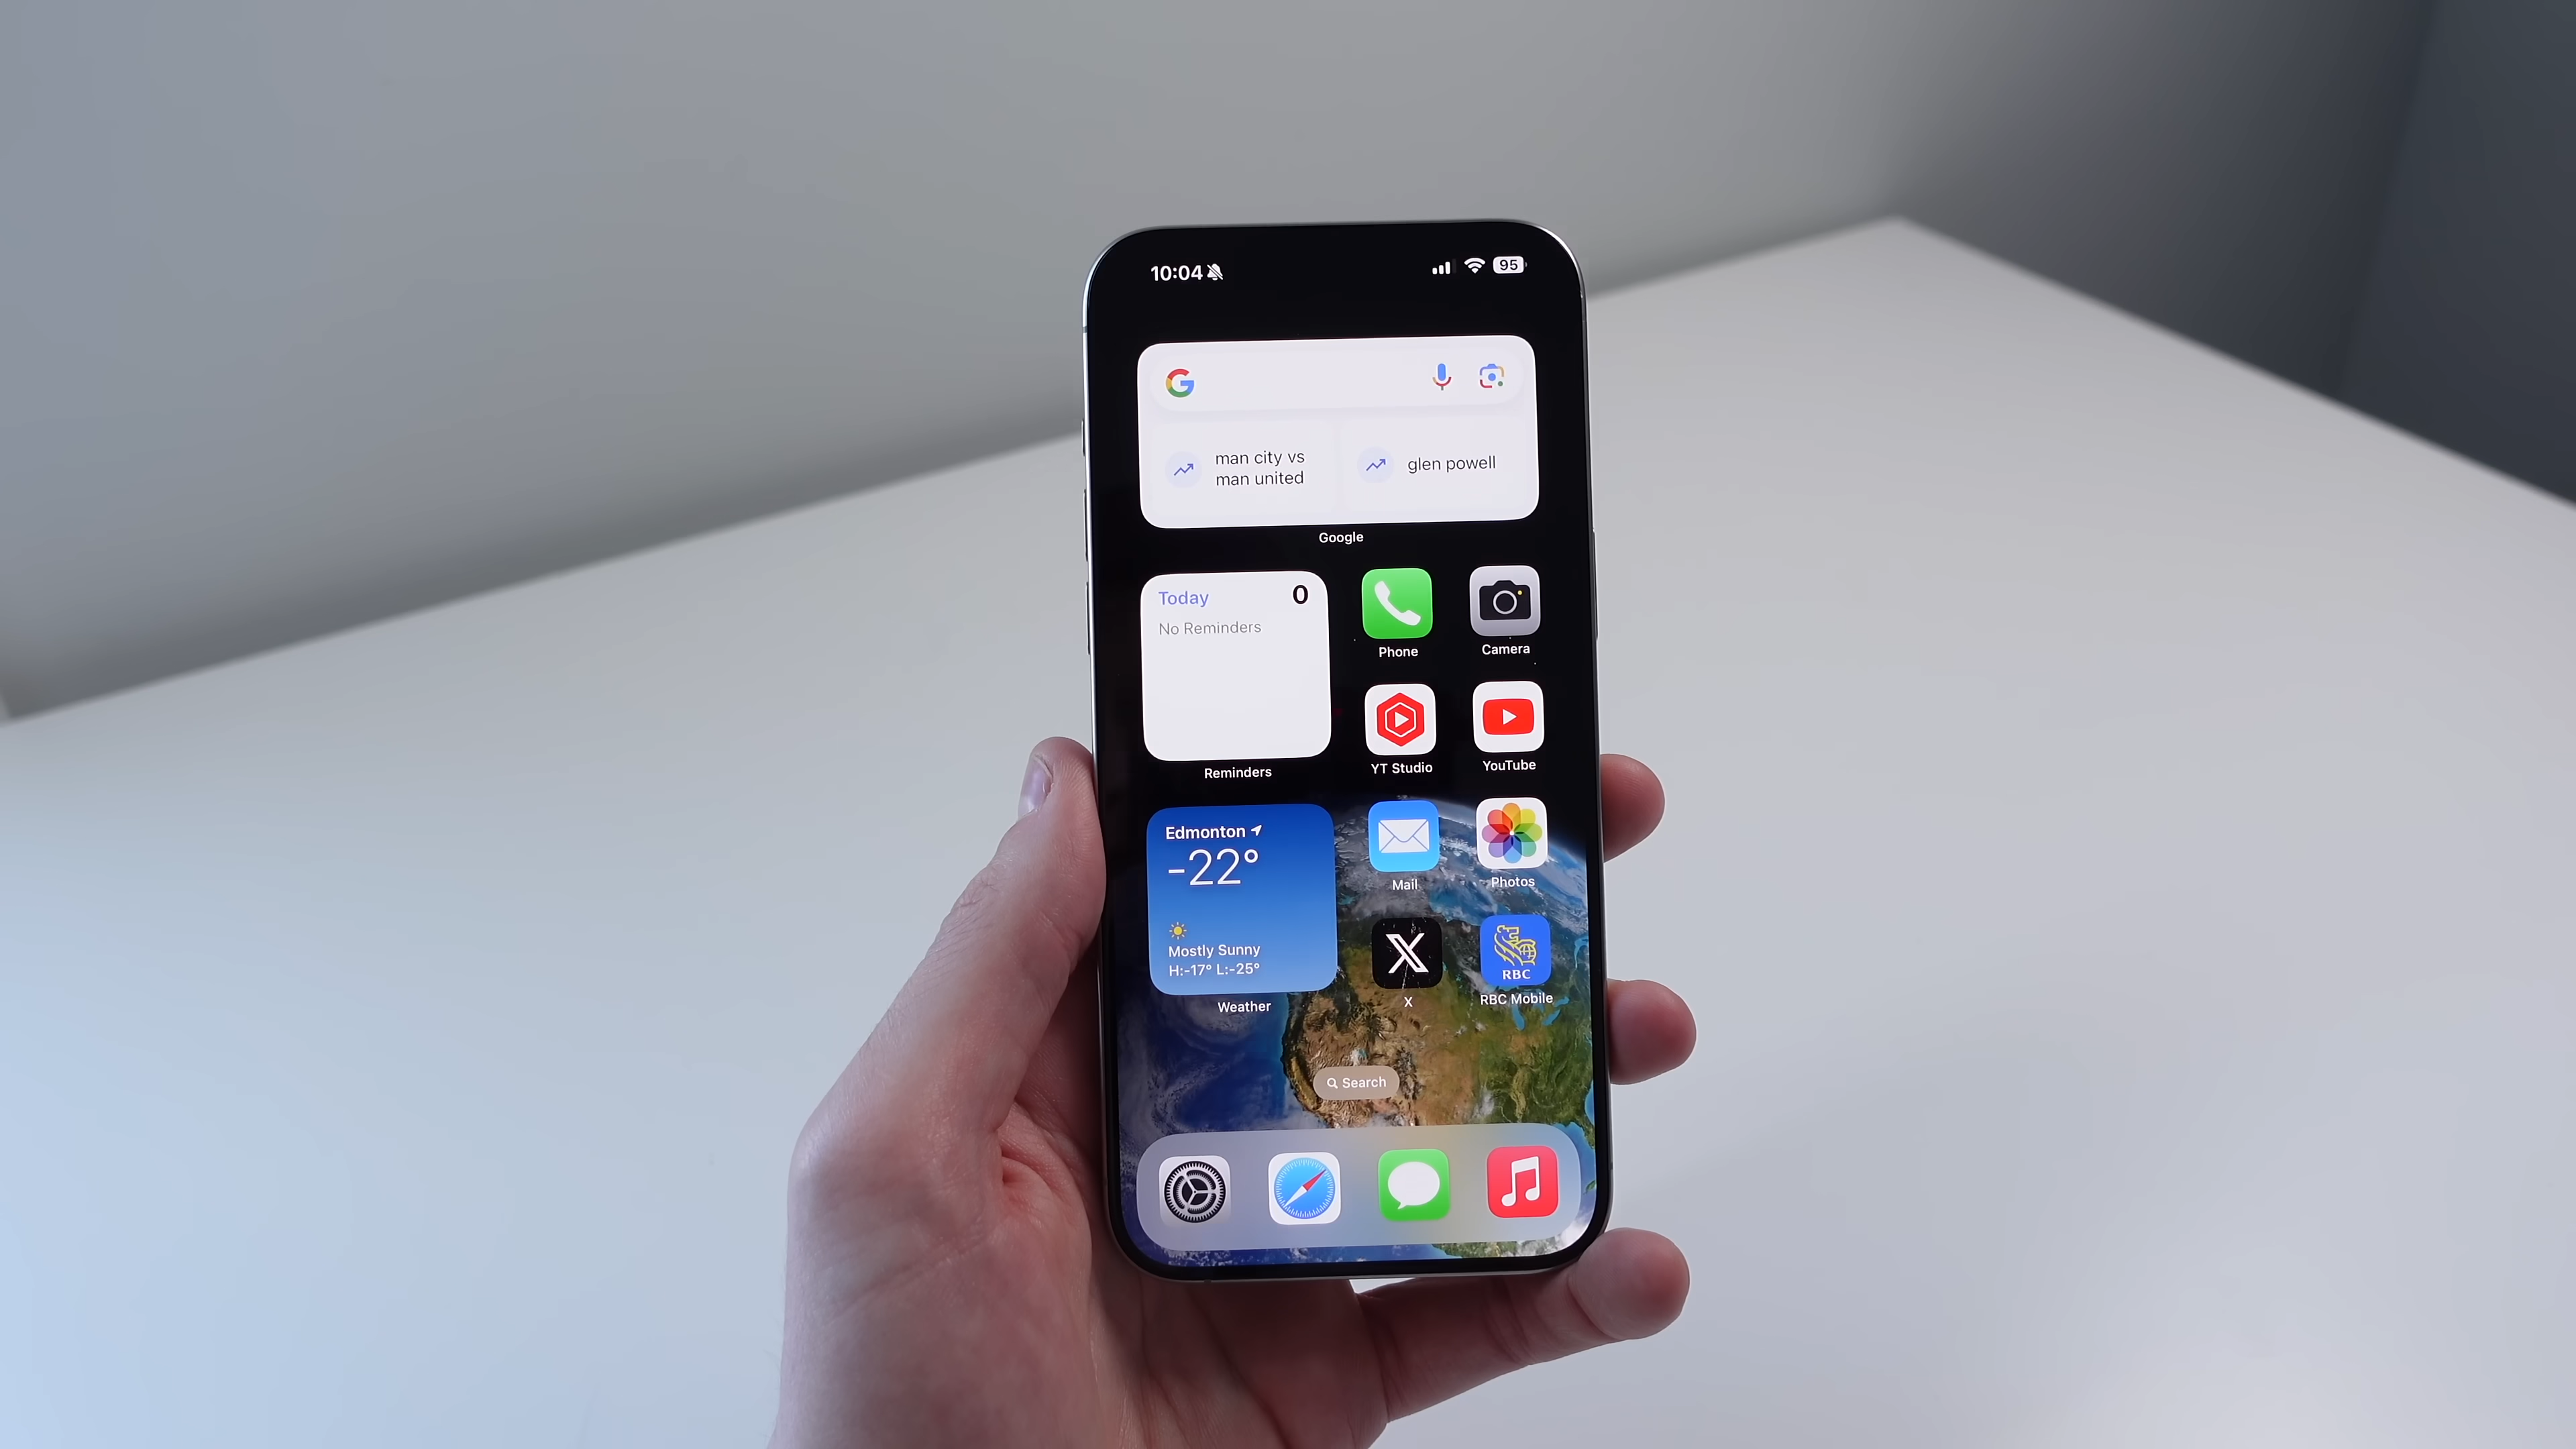 10:04
95
man city vs
man united
glen powell
Google
Today 0
No Reminders
Phone
Camera
YT Studio
YouTube
Reminders
Edmonton
-22°
Mostly Sunny
H:-17° L:-25°
Weather
Mail
Photos
X
RBC
RBC Mobile
Search